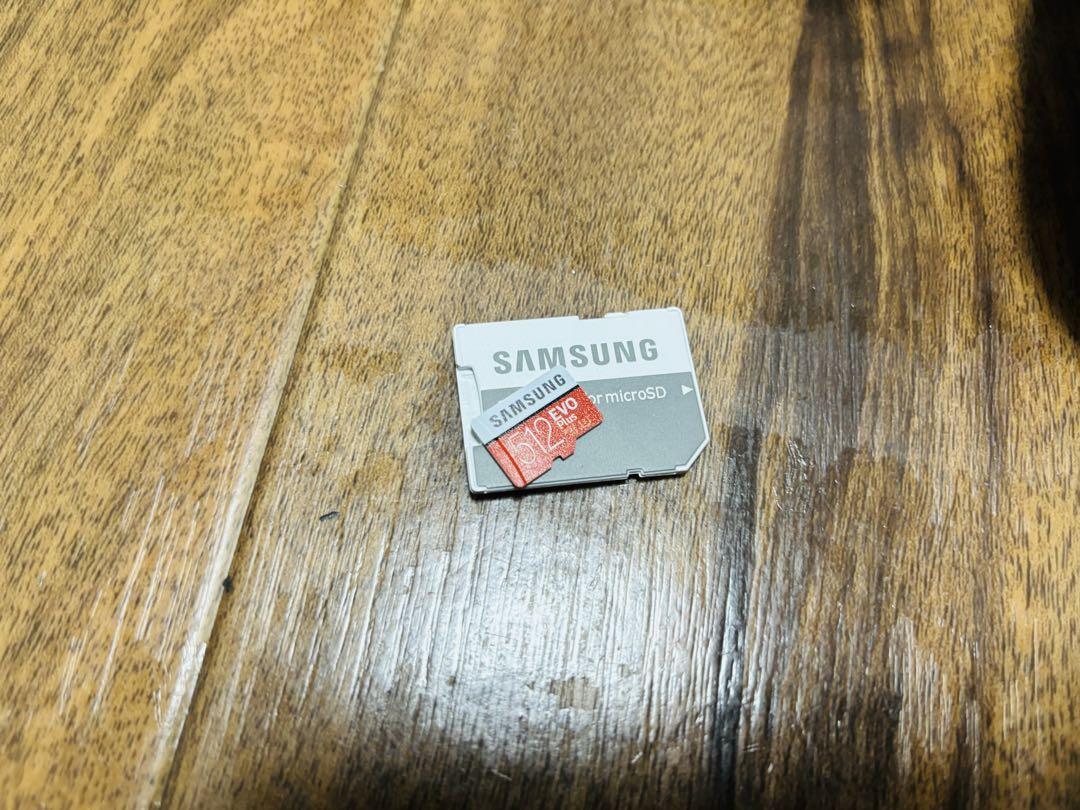 SAMSUNG
or microSD
SAMSUNG
512 EVO
Plus